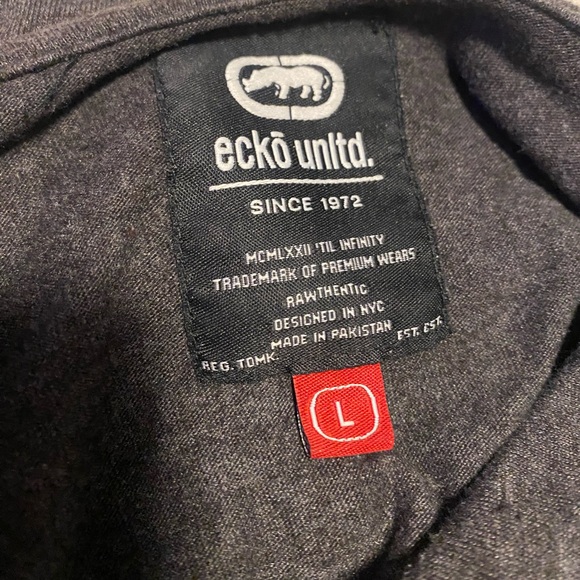 eckō unltd.
SINCE 1972
MCMLXXII 'TIL INFINITY
TRADEMARK OF PREMIUM WEARS
RAWTHENTIC
DESIGNED IN NYC
MADE IN PAKISTAN
REG. TDMK. EST. EST.
L